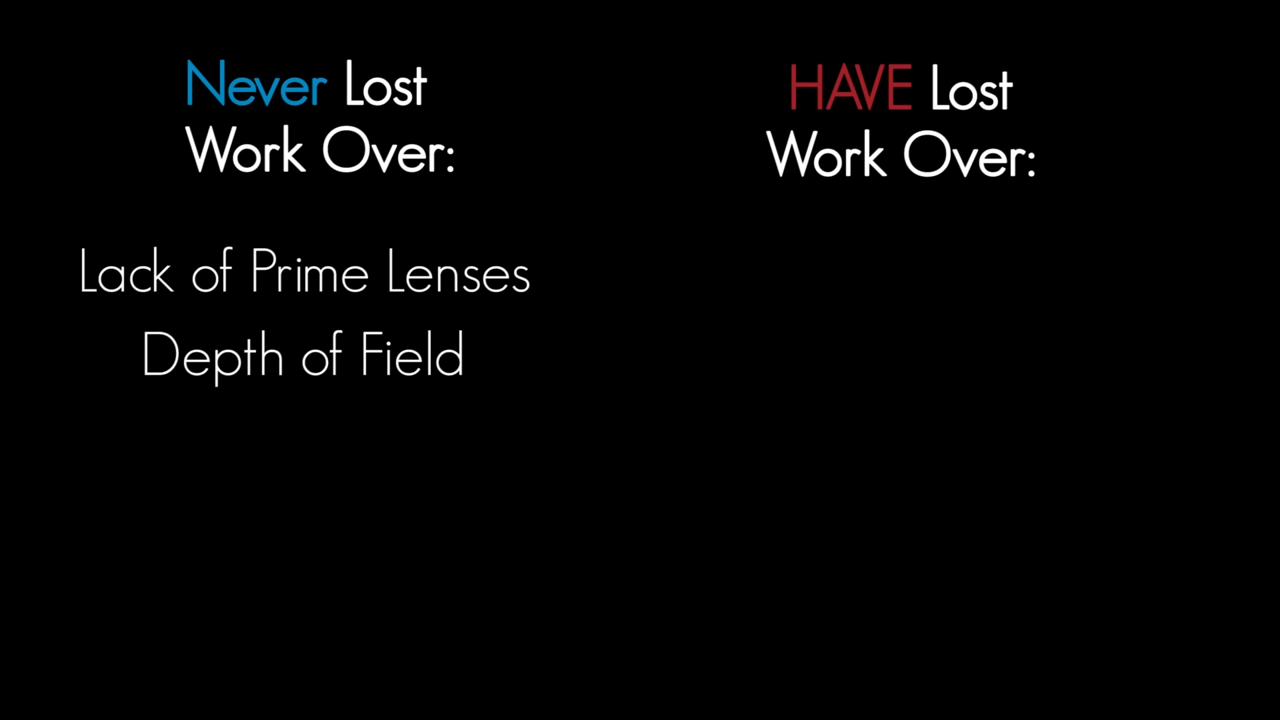 Never Lost
Work Over:
Lack of Prime Lenses
Depth of Field
HAVE Lost
Work Over: